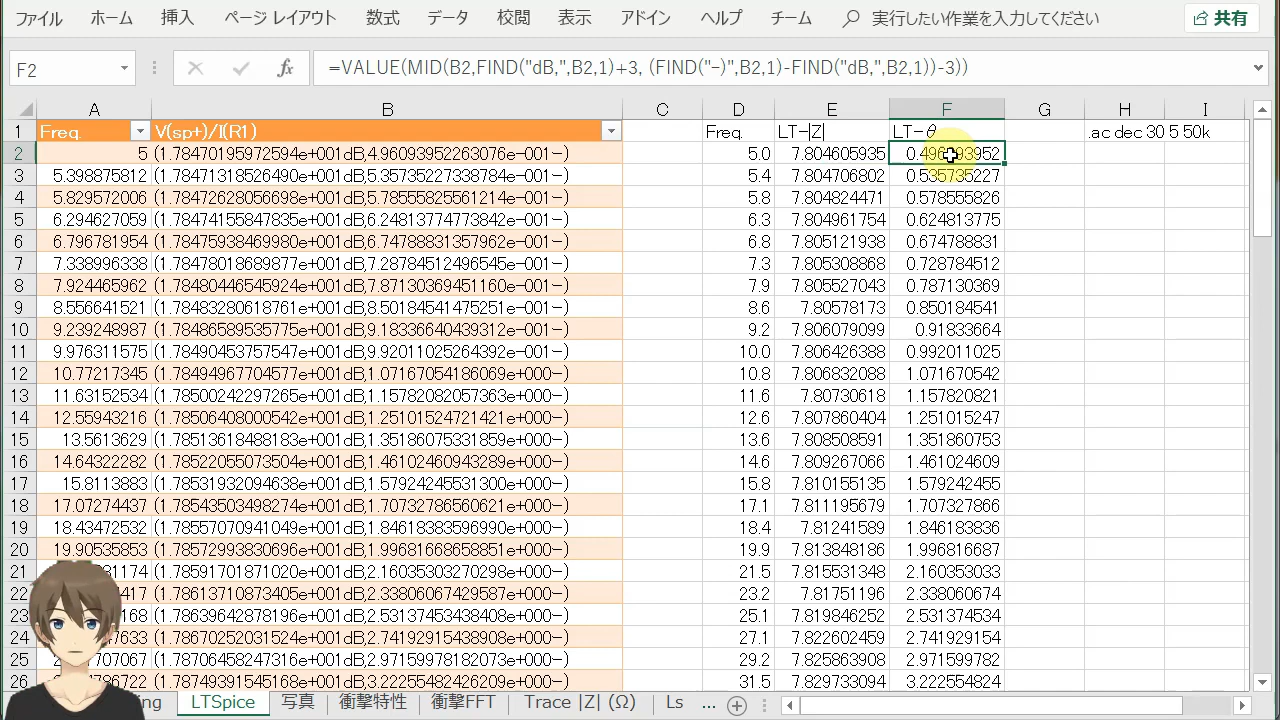 ファイル ホーム 挿入 ページ レイアウト 数式 データ 校閲 表示 アドイン ヘルプ チーム 実行したい作業を入力してください 共有
F2 fx =VALUE(MID(B2,FIND("dB,",B2,1)+3, (FIND("-)",B2,1)-FIND("dB,",B2,1))-3))
A B C D E F G H I
1 Freq. V(sp+)/I(R1) Freq. LT-|Z| LT-θ .ac dec 30 5 50k
2 5 (1.78470195972594e+001dB,4.96093952263076e-001-) 5.0 7.804605935 0.496093952
3 5.398875812 (1.78471318526490e+001dB,5.35735227338784e-001-) 5.4 7.804706802 0.535735227
4 5.829572006 (1.78472628056698e+001dB,5.78555825561214e-001-) 5.8 7.804824471 0.578555826
5 6.294627059 (1.78474155847835e+001dB,6.24813774773842e-001-) 6.3 7.804961754 0.624813775
6 6.796781954 (1.78475938469980e+001dB,6.74788831357962e-001-) 6.8 7.805121938 0.674788831
7 7.338996338 (1.78478018689877e+001dB,7.28784512496545e-001-) 7.3 7.805308868 0.728784512
8 7.924465962 (1.78480446545924e+001dB,7.87130369451160e-001-) 7.9 7.805527043 0.787130369
9 8.556641521 (1.78483280618761e+001dB,8.50184541475251e-001-) 8.6 7.80578173 0.850184541
10 9.239248987 (1.78486589535775e+001dB,9.18336640439312e-001-) 9.2 7.806079099 0.91833664
11 9.976311575 (1.78490453757547e+001dB,9.92011025264392e-001-) 10.0 7.806426388 0.992011025
12 10.77217345 (1.78494967704577e+001dB,1.07167054186069e+000-) 10.8 7.806832088 1.071670542
13 11.63152534 (1.78500242297265e+001dB,1.15782082057363e+000-) 11.6 7.80730618 1.157820821
14 12.55943216 (1.78506408000542e+001dB,1.25101524721421e+000-) 12.6 7.807860404 1.251015247
15 13.5613629 (1.78513618488183e+001dB,1.35186075331859e+000-) 13.6 7.808508591 1.351860753
16 14.64322282 (1.78522055073504e+001dB,1.46102460943289e+000-) 14.6 7.809267066 1.461024609
17 15.8113883 (1.78531932094638e+001dB,1.57924245531300e+000-) 15.8 7.810155135 1.579242455
18 17.07274437 (1.78543503498274e+001dB,1.70732786560621e+000-) 17.1 7.811195679 1.707327866
19 18.43472532 (1.78557070941049e+001dB,1.84618383596990e+000-) 18.4 7.81241589 1.846183836
20 19.90535853 (1.78572993830696e+001dB,1.99681668658851e+000-) 19.9 7.813848186 1.996816687
21 (1.78591701871020e+001dB,2.16035303270298e+000-) 21.5 7.815531348 2.160353033
22 (1.78613710873405e+001dB,2.33806067429587e+000-) 23.2 7.81751196 2.338060674
23 (1.78639642878196e+001dB,2.53137453438408e+000-) 25.1 7.819846252 2.531374534
24 (1.78670252031524e+001dB,2.74192915439308e+000-) 27.1 7.822602459 2.741929154
25 (1.78706458247316e+001dB,2.97159978182073e+000-) 29.2 7.825863908 2.971599782
26 (1.78749391545168e+001dB,3.22255482426209e+000-) 31.5 7.829733094 3.222554824
LTSpice 写真 衝撃特性 衝撃FFT Trace |Z| (Ω) Ls ...